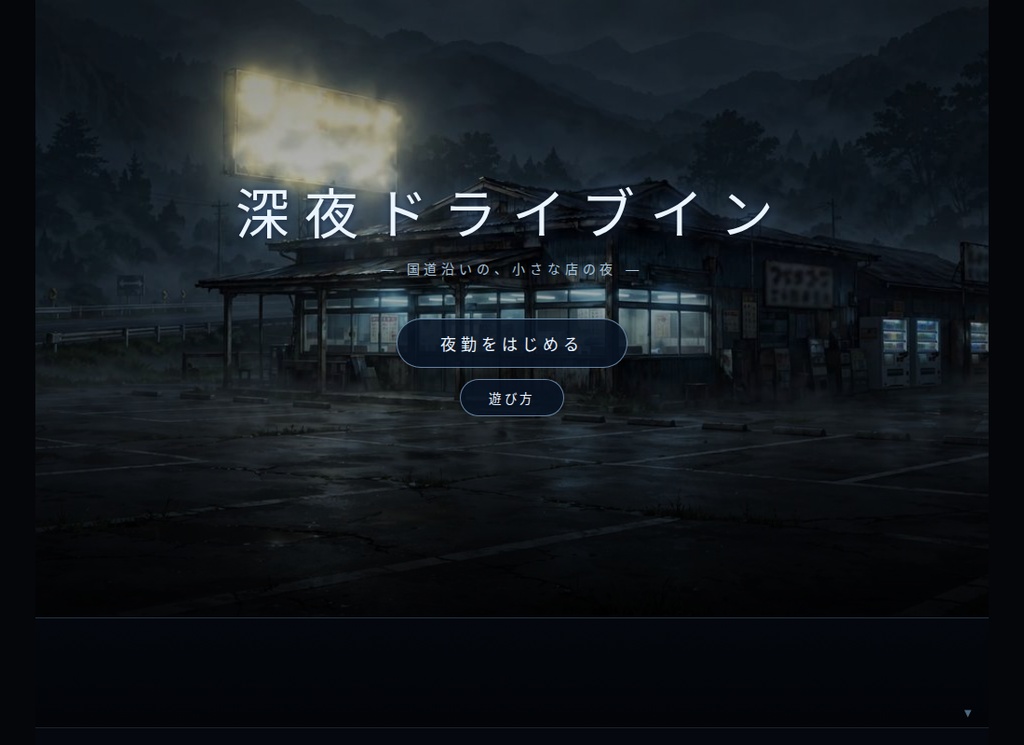 深夜ドライブイン
— 国道沿いの、小さな店の夜 —
夜勤をはじめる
遊び方
▼